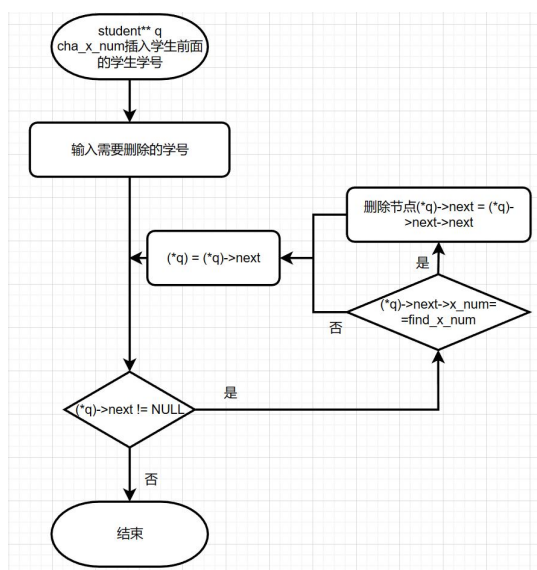 student** q
cha_x_num插入学生前面
的学生学号
输入需要删除的学号
删除节点(*q)->next = (*q)-
>next->next
(*q) = (*q)->next
是
(*q)->next->x_num=
=find_x_num
否
(*q)->next != NULL
是
否
结束